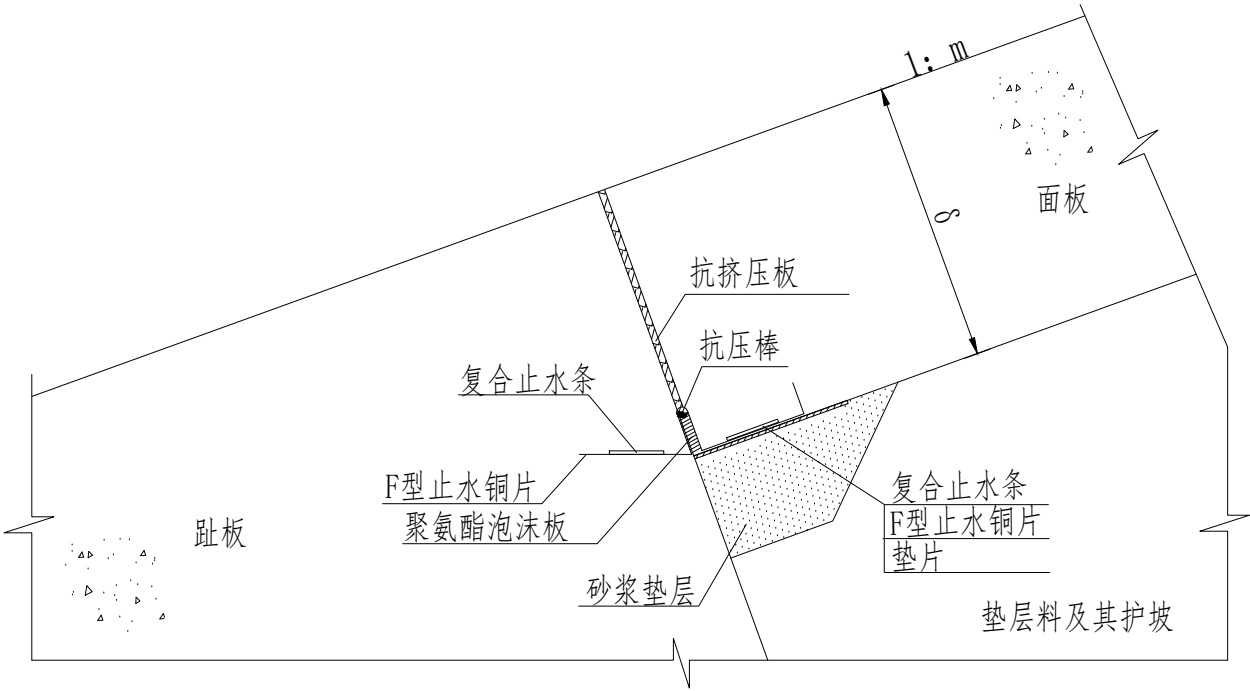 1: m
面板
δ
抗挤压板
抗压棒
复合止水条
F型止水铜片
聚氨酯泡沫板
复合止水条
F型止水铜片
垫片
趾板
砂浆垫层
垫层料及其护坡